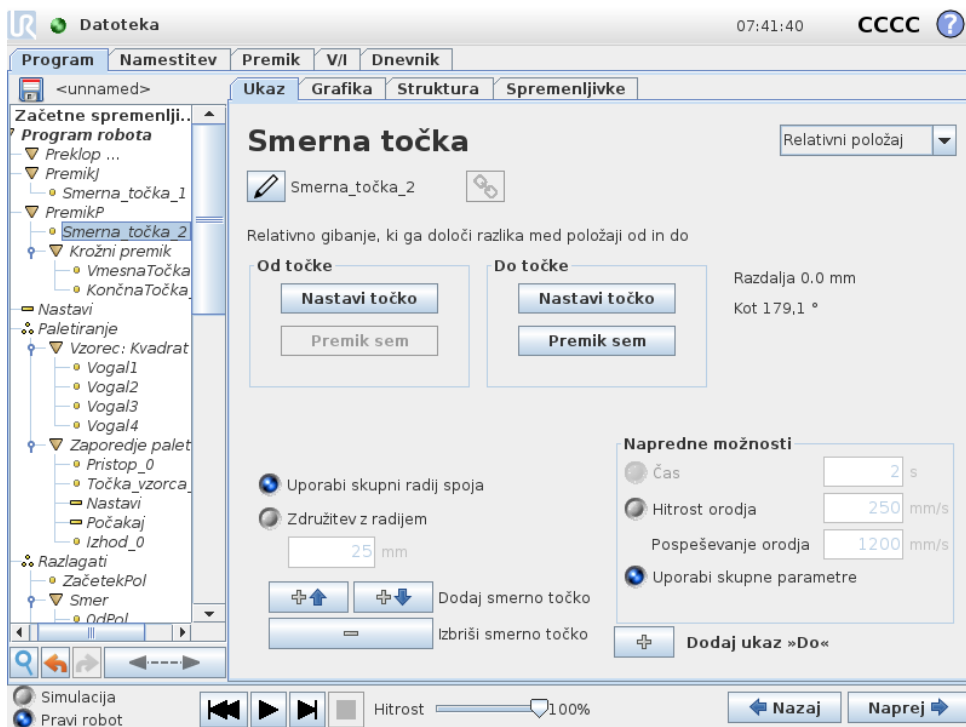 UR Datoteka 07:41:40 CCCC ?
Program Namestitev Premik V/I Dnevnik
<unnamed>
Ukaz Grafika Struktura Spremenljivke
Začetne spremenlji..
Program robota
Preklop ...
PremikJ
Smerna_točka_1
PremikP
Smerna_točka_2
Krožni premik
VmesnaTočka
KončnaTočka_
Nastavi
Paletiranje
Vzorec: Kvadrat
Vogal1
Vogal2
Vogal3
Vogal4
Zaporedje palet
Pristop_0
Točka_vzorca_
Nastavi
Počakaj
Izhod_0
Razlagati
ZačetekPol
Smer
OdPol
Smerna točka
Relativni položaj
Smerna_točka_2
Relativno gibanje, ki ga določi razlika med položaji od in do
Od točke
Nastavi točko
Premik sem
Do točke
Nastavi točko
Premik sem
Razdalja 0.0 mm
Kot 179,1 °
Uporabi skupni radij spoja
Združitev z radijem
25 mm
Dodaj smerno točko
Izbriši smerno točko
Napredne možnosti
Čas 2 s
Hitrost orodja 250 mm/s
Pospeševanje orodja 1200 mm/s
Uporabi skupne parametre
Dodaj ukaz »Do«
Simulacija
Pravi robot
Hitrost 100%
Nazaj Naprej